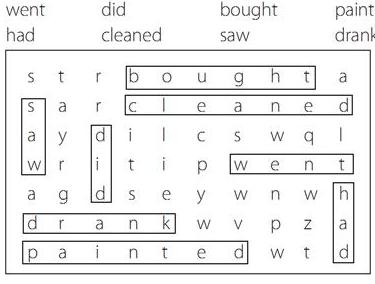 went did bought paint
had cleaned saw drank
s t r b o u g h t a
s a r c l e a n e d
a y d i l c s w q l
w r i t i p w e n t
a g d s e y w n w h
d r a n k w v p z a
p a i n t e d w t d